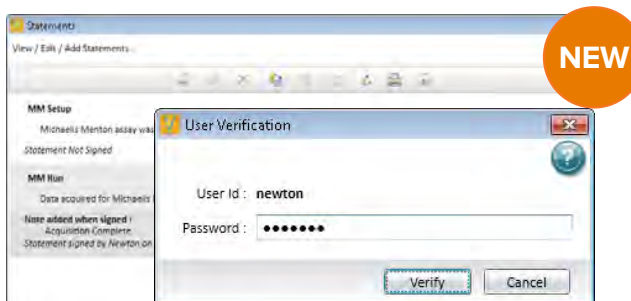 Statements
View / Edit / Add Statements
NEW
MM Setup
Michaelis Menton assay was
Statement Not Signed
User Verification
MM Run
Data acquired for Michaelis
Note added when signed :
Acquisition Complete
Statement signed by Newton on
User Id : newton
Password : ●●●●●●●
Verify
Cancel